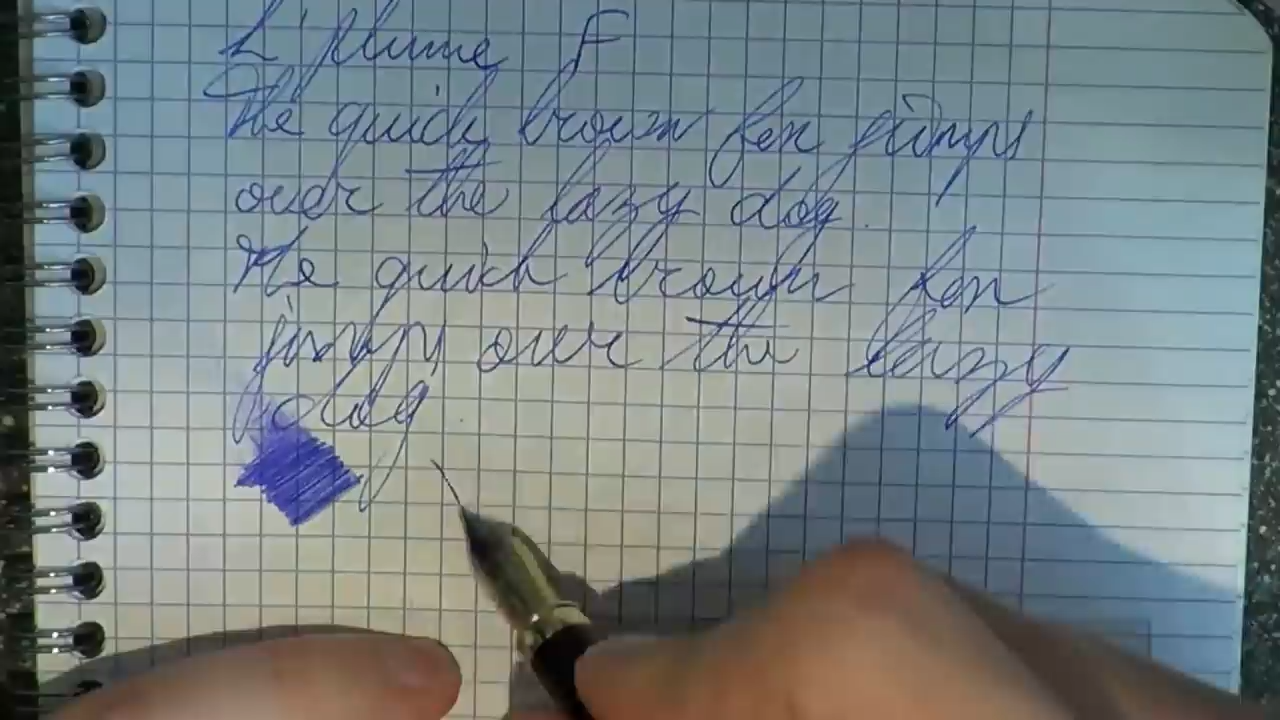 L'plume F
The quick brown fox jumps
over the lazy dog.
The quick brown fox
jumps over the lazy
dog.